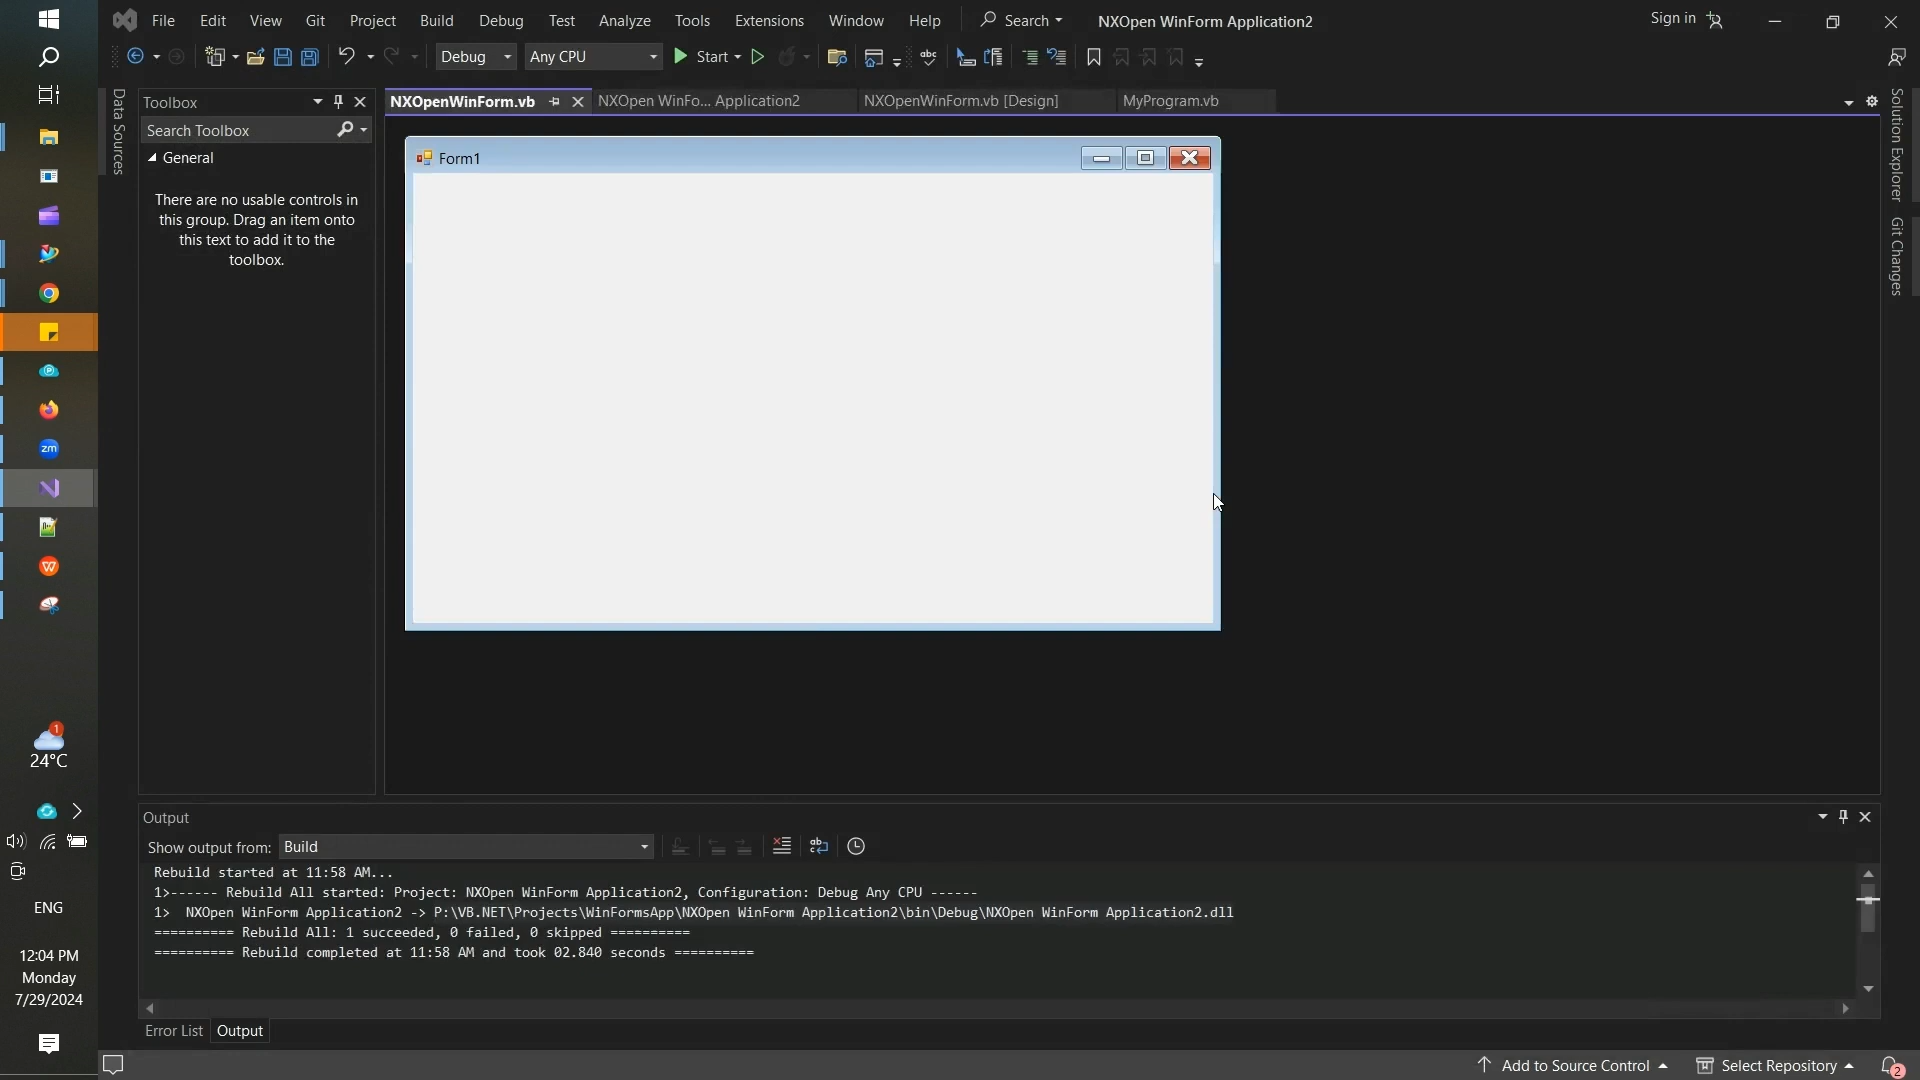 File Edit View Git Project Build Debug Test Analyze Tools Extensions Window Help Search NXOpen WinForm Application2 Sign in
Debug Any CPU Start abc
Data Sources
Toolbox
Search Toolbox
General
There are no usable controls in
this group. Drag an item onto
this text to add it to the
toolbox.
NXOpenWinForm.vb NXOpen WinFo... Application2 NXOpenWinForm.vb [Design] MyProgram.vb
Form1
Solution Explorer
Git Changes
zm
W
1
24°C
ENG
12:04 PM
Monday
7/29/2024
Output
Show output from: Build
Rebuild started at 11:58 AM...
1>------ Rebuild All started: Project: NXOpen WinForm Application2, Configuration: Debug Any CPU ------
1>  NXOpen WinForm Application2 -> P:\VB.NET\Projects\WinFormsApp\NXOpen WinForm Application2\bin\Debug\NXOpen WinForm Application2.dll
========== Rebuild All: 1 succeeded, 0 failed, 0 skipped ==========
========== Rebuild completed at 11:58 AM and took 02.840 seconds ==========
Error List Output
Add to Source Control Select Repository 2